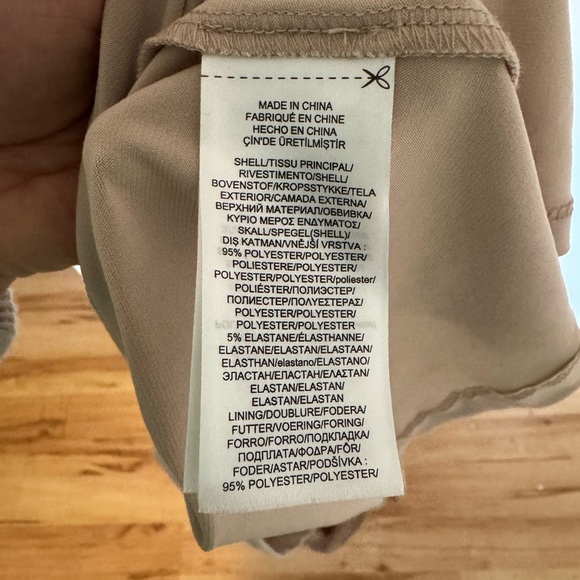 MADE IN CHINA
FABRIQUÉ EN CHINE
HECHO EN CHINA
ÇİN'DE ÜRETİLMİŞTİR
SHELL/TISSU PRINCIPAL/
RIVESTIMENTO/SHELL/
BOVENSTOF/KROPSSTYKKE/TELA
EXTERIOR/CAMADA EXTERNA/
ВЕРХНИЙ МАТЕРИАЛ/ОБВИВКА/
ΚΥΡΙΟ ΜΕΡΟΣ ΕΝΔΥΜΑΤΟΣ/
SKALL/SPEGEL(SHELL)/
DIŞ KATMAN/VNĚJŠÍ VRSTVA :
95% POLYESTER/POLYESTER/
POLIESTERE/POLYESTER/
POLYESTER/POLYESTER/poliester/
POLIÉSTER/ПОЛИЭСТЕР/
ПОЛИЕСТЕР/ΠΟΛΥΕΣΤΕΡΑΣ/
POLYESTER/POLYESTER/
POLYESTER/POLYESTER
5% ELASTANE/ÉLASTHANNE/
ELASTANE/ELASTAN/ELASTAAN/
ELASTHAN/elastano/ELASTANO/
ЭЛАСТАН/ЕЛАСТАН/ΕΛΑΣΤΑΝ/
ELASTAN/ELASTAN/
ELASTAN/ELASTAN
LINING/DOUBLURE/FODERA/
FUTTER/VOERING/FORING/
FORRO/FORRO/ПОДКЛАДКА/
ПОДПЛАТА/ΦΟΔΡΑ/FÔR/
FODER/ASTAR/PODŠÍVKA :
95% POLYESTER/POLYESTER/